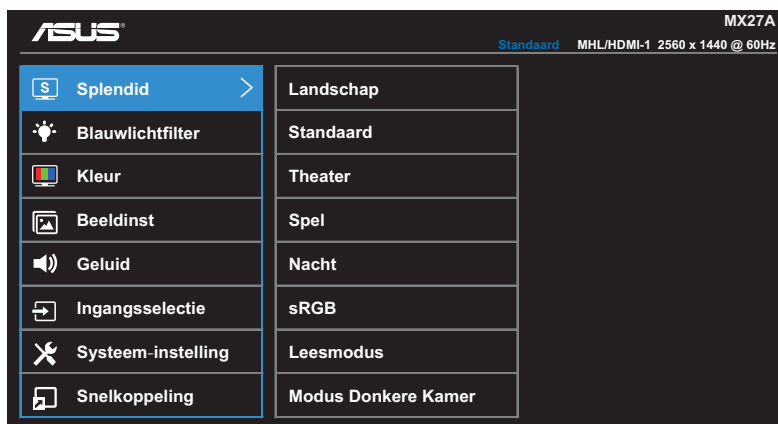 ASUS
MX27A
Standaard MHL/HDMI-1 2560 x 1440 @ 60Hz
S Splendid
Blauwlichtfilter
Kleur
Beeldinst
Geluid
Ingangsselectie
Systeem-instelling
Snelkoppeling
Landschap
Standaard
Theater
Spel
Nacht
sRGB
Leesmodus
Modus Donkere Kamer